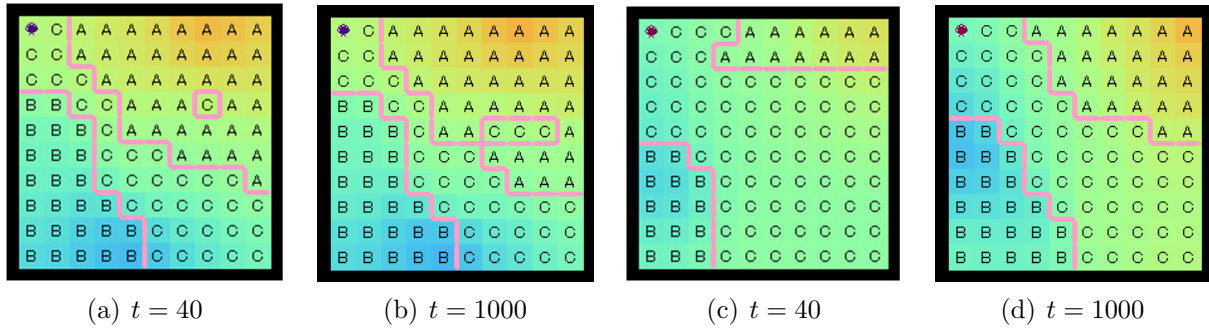 C A A A A A A A A
C C A A A A A A A A
C C C A A A A A A A
B B C C A A A C A A
B B B C A A A A A A
B B B C C C A A A A
B B B C C C C C C A
B B B B C C C C C C
B B B B B C C C C C
B B B B B C C C C C
(a) t = 40
C A A A A A A A A
C C A A A A A A A A
C C C A A A A A A A
B B C C A A A A A A
B B B C A A C C C A
B B B C C C A A A A
B B B C C C C A A A
B B B B C C C C C C
B B B B B C C C C C
B B B B B C C C C C
(b) t = 1000
C C C A A A A A A
C C C A A A A A A A
C C C C C C C C C C
C C C C C C C C C C
C C C C C C C C C C
B B C C C C C C C C
B B B C C C C C C C
B B B C C C C C C C
B B B C C C C C C C
B B B C C C C C C C
(c) t = 40
C C A A A A A A A
C C C A A A A A A A
C C C C A A A A A A
C C C C C A A A A A
B B C C C C C C A A
B B B C C C C C C C
B B B C C C C C C C
B B B B C C C C C C
B B B B B C C C C C
B B B B B C C C C C
(d) t = 1000